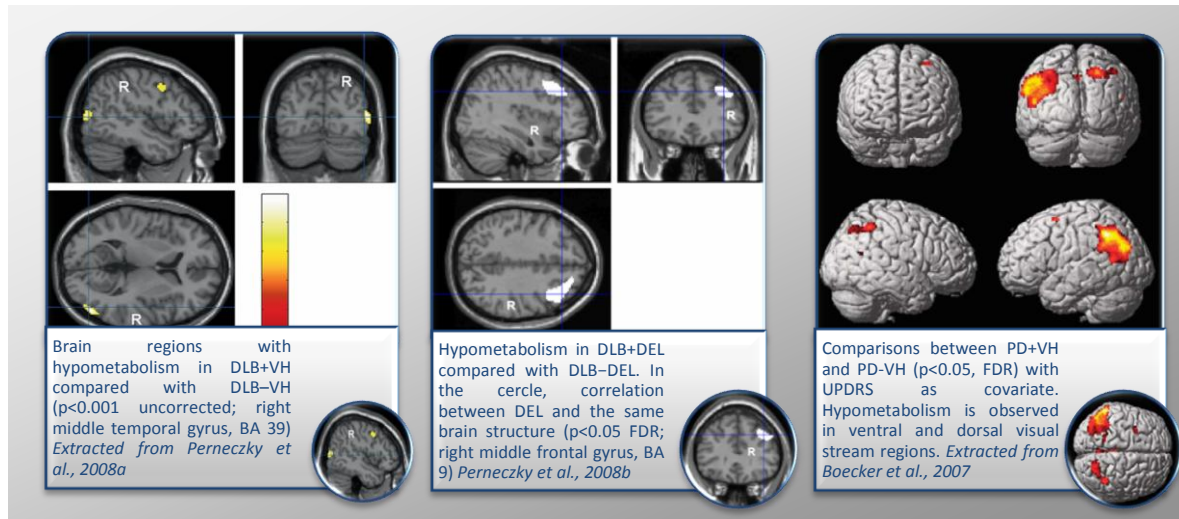 R
R
R
Brain regions with
hypometabolism in DLB+VH
compared with DLB–VH
(p<0.001 uncorrected; right
middle temporal gyrus, BA 39)
Extracted from Perneczky et
al., 2008a
R
R
R
R
Hypometabolism in DLB+DEL
compared with DLB−DEL. In
the cercle, correlation
between DEL and the same
brain structure (p<0.05 FDR;
right middle frontal gyrus, BA
9) Perneczky et al., 2008b
R
Comparisons between PD+VH
and PD-VH (p<0.05, FDR) with
UPDRS as covariate.
Hypometabolism is observed
in ventral and dorsal visual
stream regions. Extracted from
Boecker et al., 2007